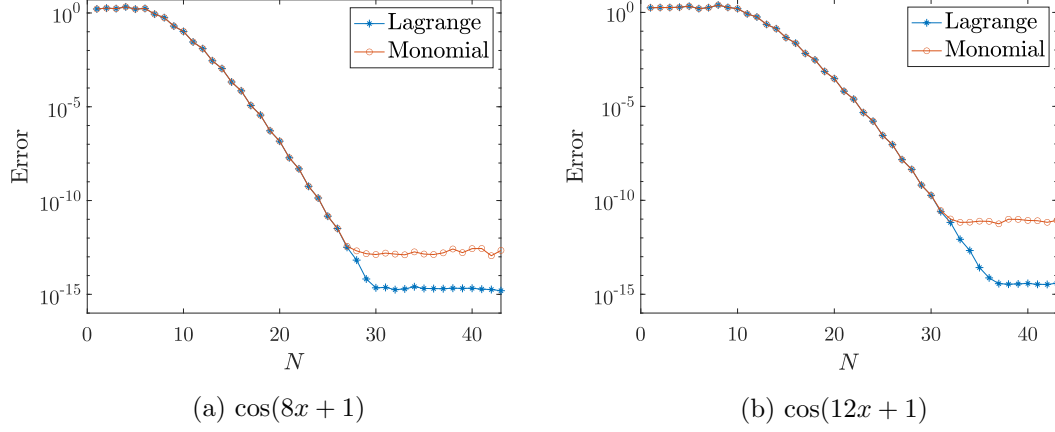 10^0
10^-5
10^-10
10^-15
Error
0
10
20
30
40
N
Lagrange
Monomial
(a) cos(8x + 1)
10^0
10^-5
10^-10
10^-15
Error
0
10
20
30
40
N
Lagrange
Monomial
(b) cos(12x + 1)